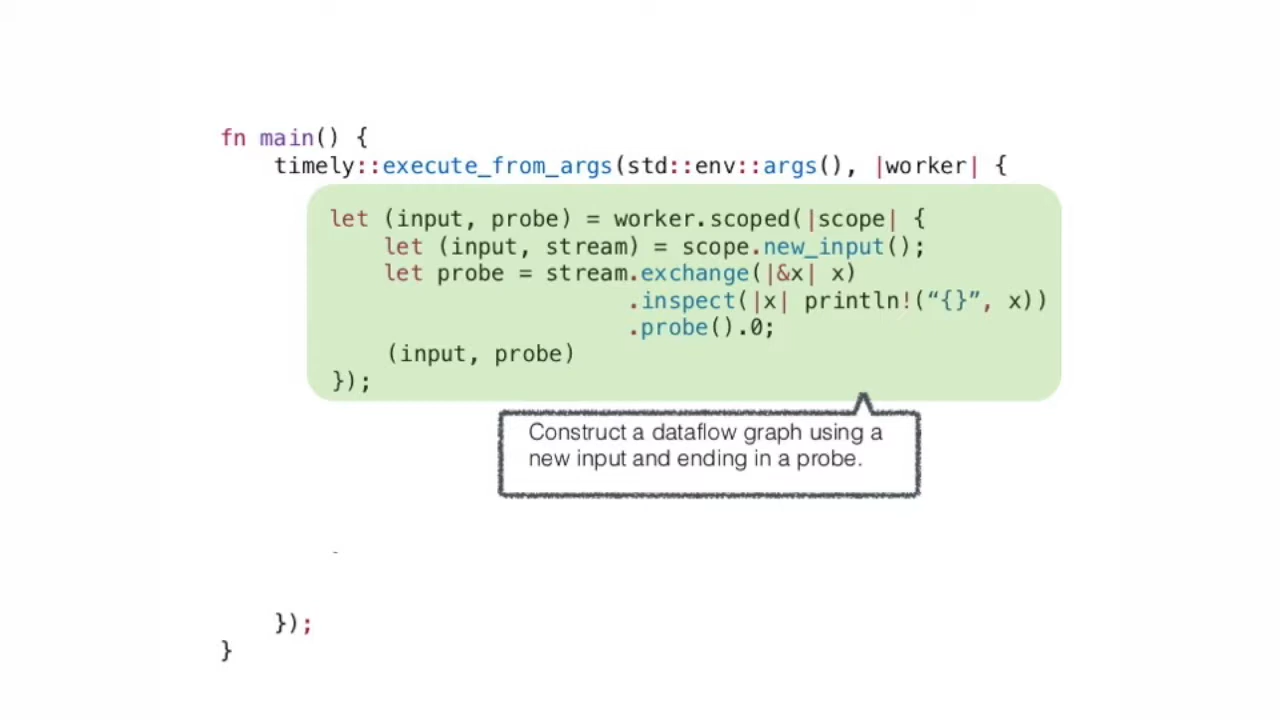 fn main() {
    timely::execute_from_args(std::env::args(), |worker| {
        let (input, probe) = worker.scoped(|scope| {
            let (input, stream) = scope.new_input();
            let probe = stream.exchange(|&x| x)
                              .inspect(|x| println!(“{}”, x))
                              .probe().0;
            (input, probe)
        });
Construct a dataflow graph using a
new input and ending in a probe.
    });
}